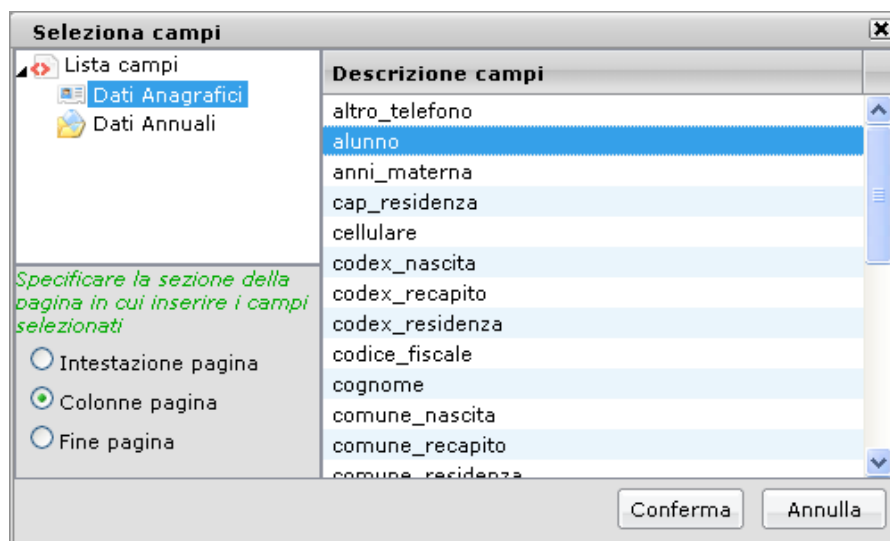 Seleziona campi
Lista campi
Dati Anagrafici
Dati Annuali
Specificare la sezione della
pagina in cui inserire i campi
selezionati
Intestazione pagina
Colonne pagina
Fine pagina
Descrizione campi
altro_telefono
alunno
anni_materna
cap_residenza
cellulare
codex_nascita
codex_recapito
codex_residenza
codice_fiscale
cognome
comune_nascita
comune_recapito
comune_residenza
Conferma
Annulla